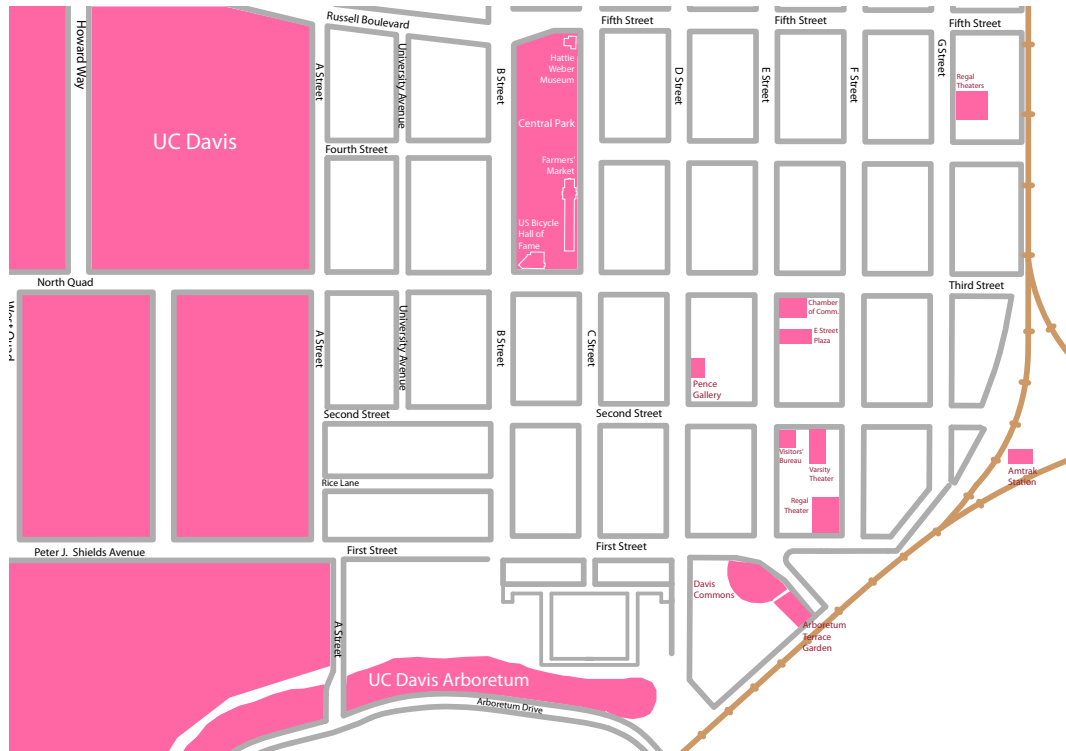 Russell Boulevard
Fifth Street
Fifth Street
Fifth Street
Howard Way
A Street
University Avenue
B Street
D Street
E Street
F Street
G Street
Hattie
Weber
Museum
Regal
Theaters
UC Davis
Central Park
Fourth Street
Farmers'
Market
US Bicycle
Hall of
Fame
North Quad
Third Street
West Quad
A Street
University Avenue
B Street
C Street
Chamber
of Comm.
E Street
Plaza
Pence
Gallery
Second Street
Second Street
Visitors'
Bureau
Varsity
Theater
Amtrak
Station
Rice Lane
Regal
Theater
Peter J. Shields Avenue
First Street
First Street
Davis
Commons
A Street
Arboretum
Terrace
Garden
UC Davis Arboretum
Arboretum Drive